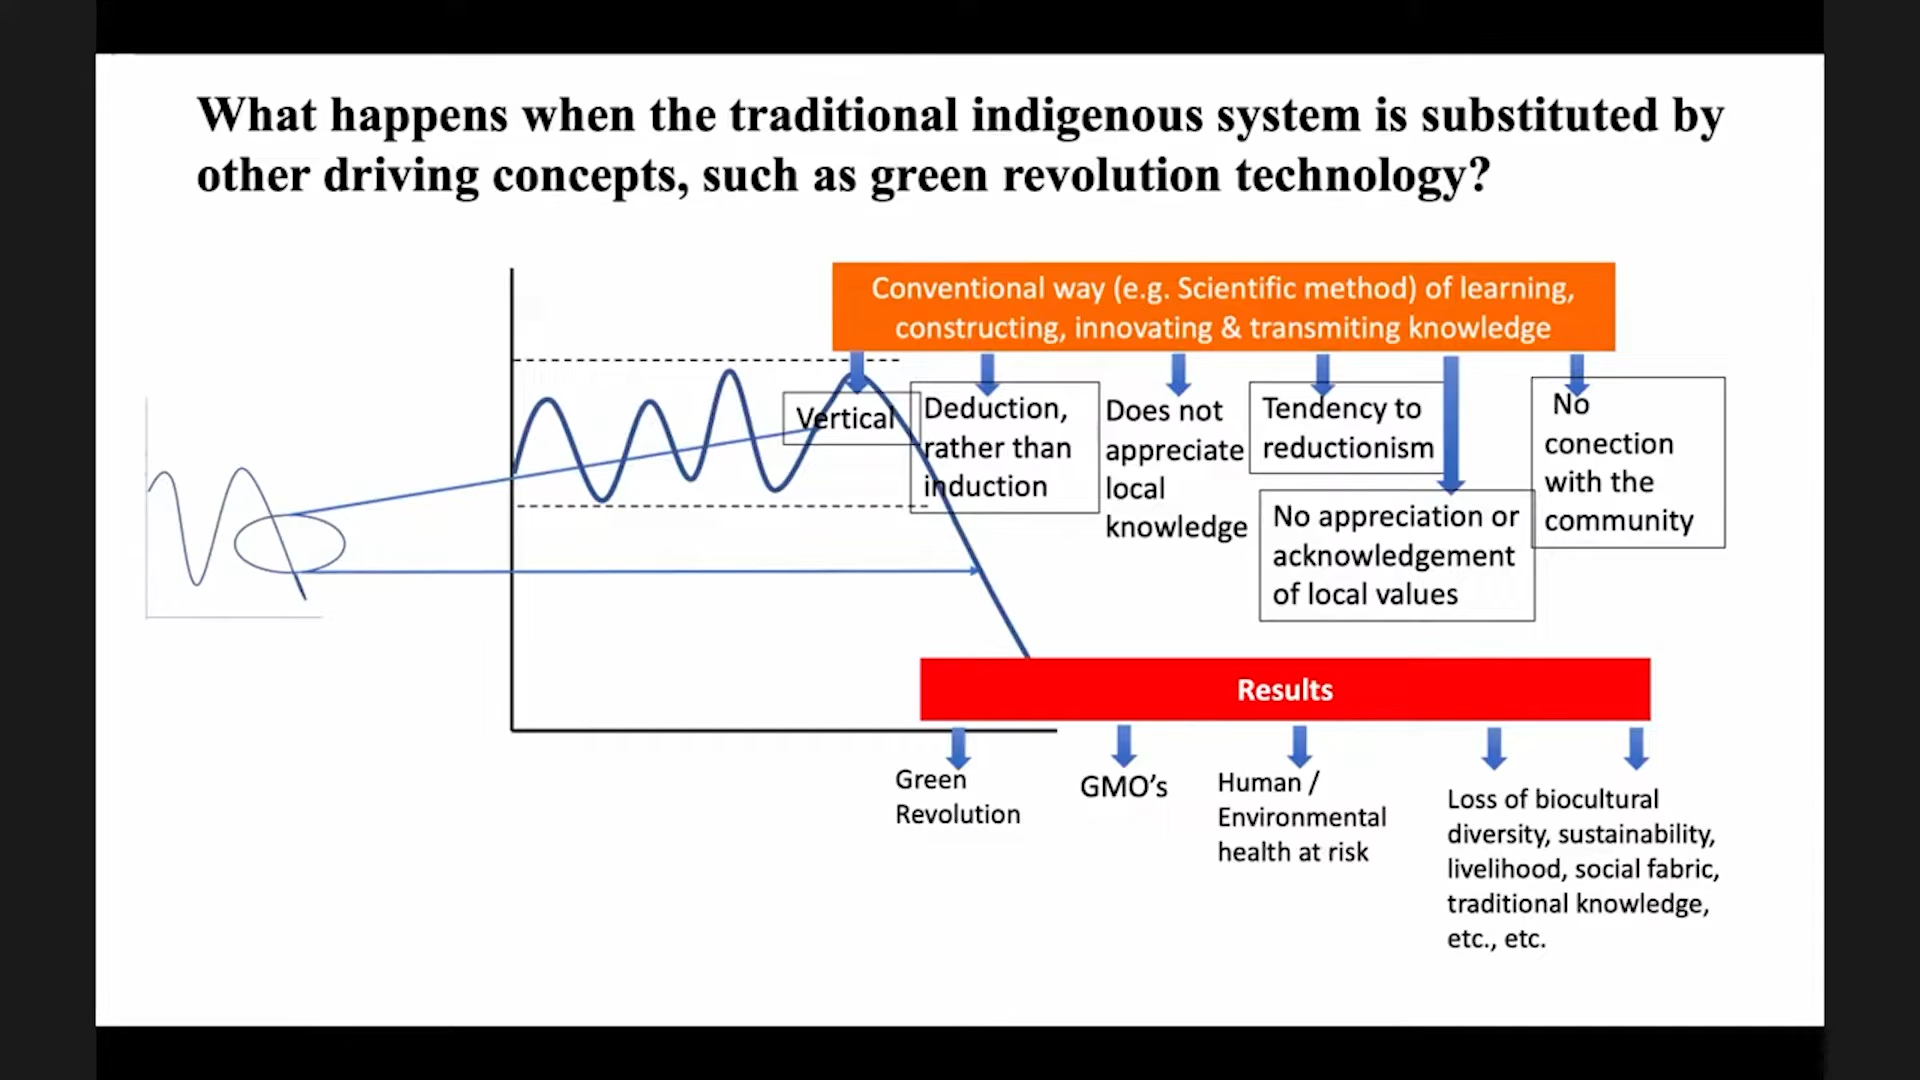 What happens when the traditional indigenous system is substituted by
other driving concepts, such as green revolution technology?
Conventional way (e.g. Scientific method) of learning,
constructing, innovating & transmiting knowledge
Vertical
Deduction,
rather than
induction
Does not
appreciate
local
knowledge
Tendency to
reductionism
No appreciation or
acknowledgement
of local values
No
conection
with the
community
Results
Green
Revolution
GMO's
Human /
Environmental
health at risk
Loss of biocultural
diversity, sustainability,
livelihood, social fabric,
traditional knowledge,
etc., etc.